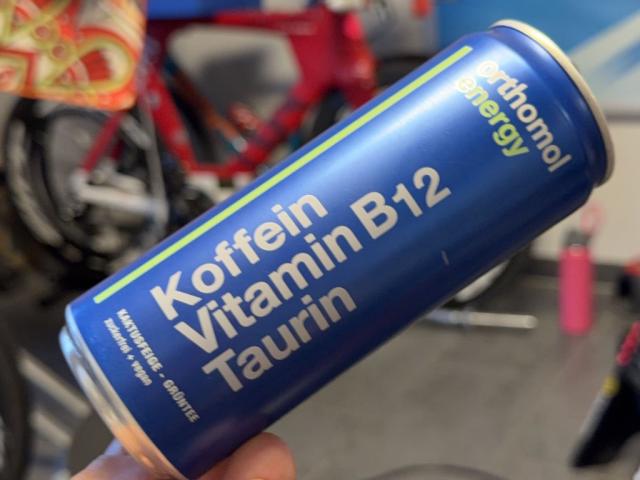 orthomol
energy
Koffein
Vitamin B12
Taurin
KAKTUSFEIGE - GRÜNTEE
zuckerfrei + vegan